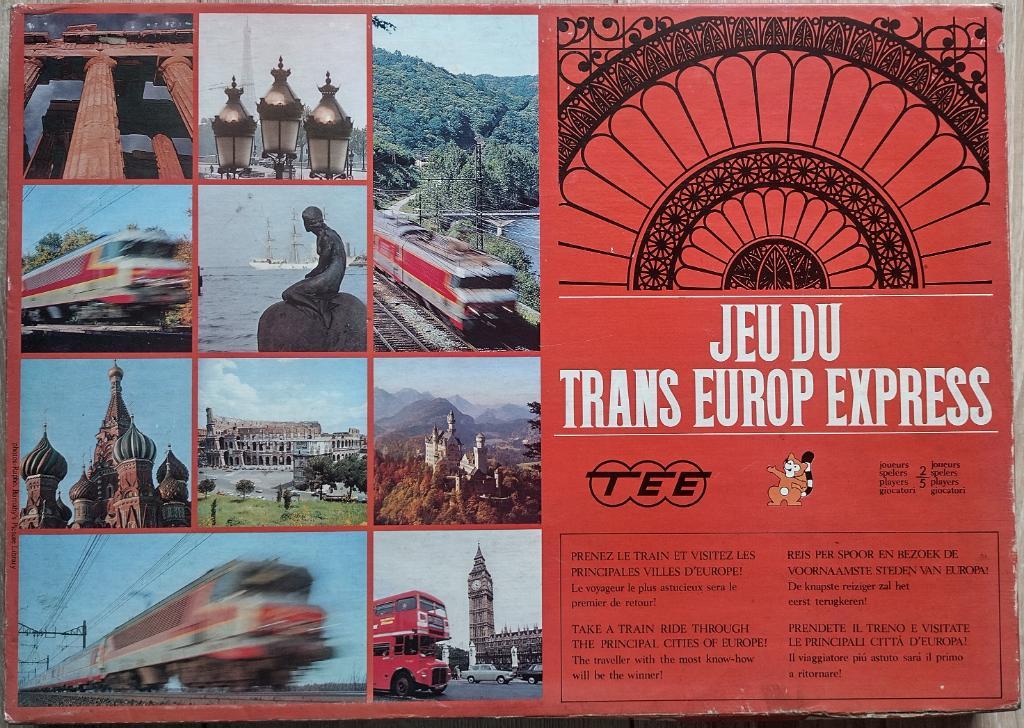 JEU DU
TRANS EUROP EXPRESS
TEE
joueurs 2 joueurs
spelers spelers
players 5 players
giocatori giocatori
PRENEZ LE TRAIN ET VISITEZ LES
PRINCIPALES VILLES D'EUROPE!
Le voyageur le plus astucieux sera le
premier de retour!
REIS PER SPOOR EN BEZOEK DE
VOORNAAMSTE STEDEN VAN EUROPA!
De knapste reiziger zal het
eerst terugkeren!
TAKE A TRAIN RIDE THROUGH
THE PRINCIPAL CITIES OF EUROPE!
The traveller with the most know-how
will be the winner!
PRENDETE IL TRENO E VISITATE
LE PRINCIPALI CITTÁ D'EUROPA!
Il viaggiatore piú astuto sará il primo
a ritornare!